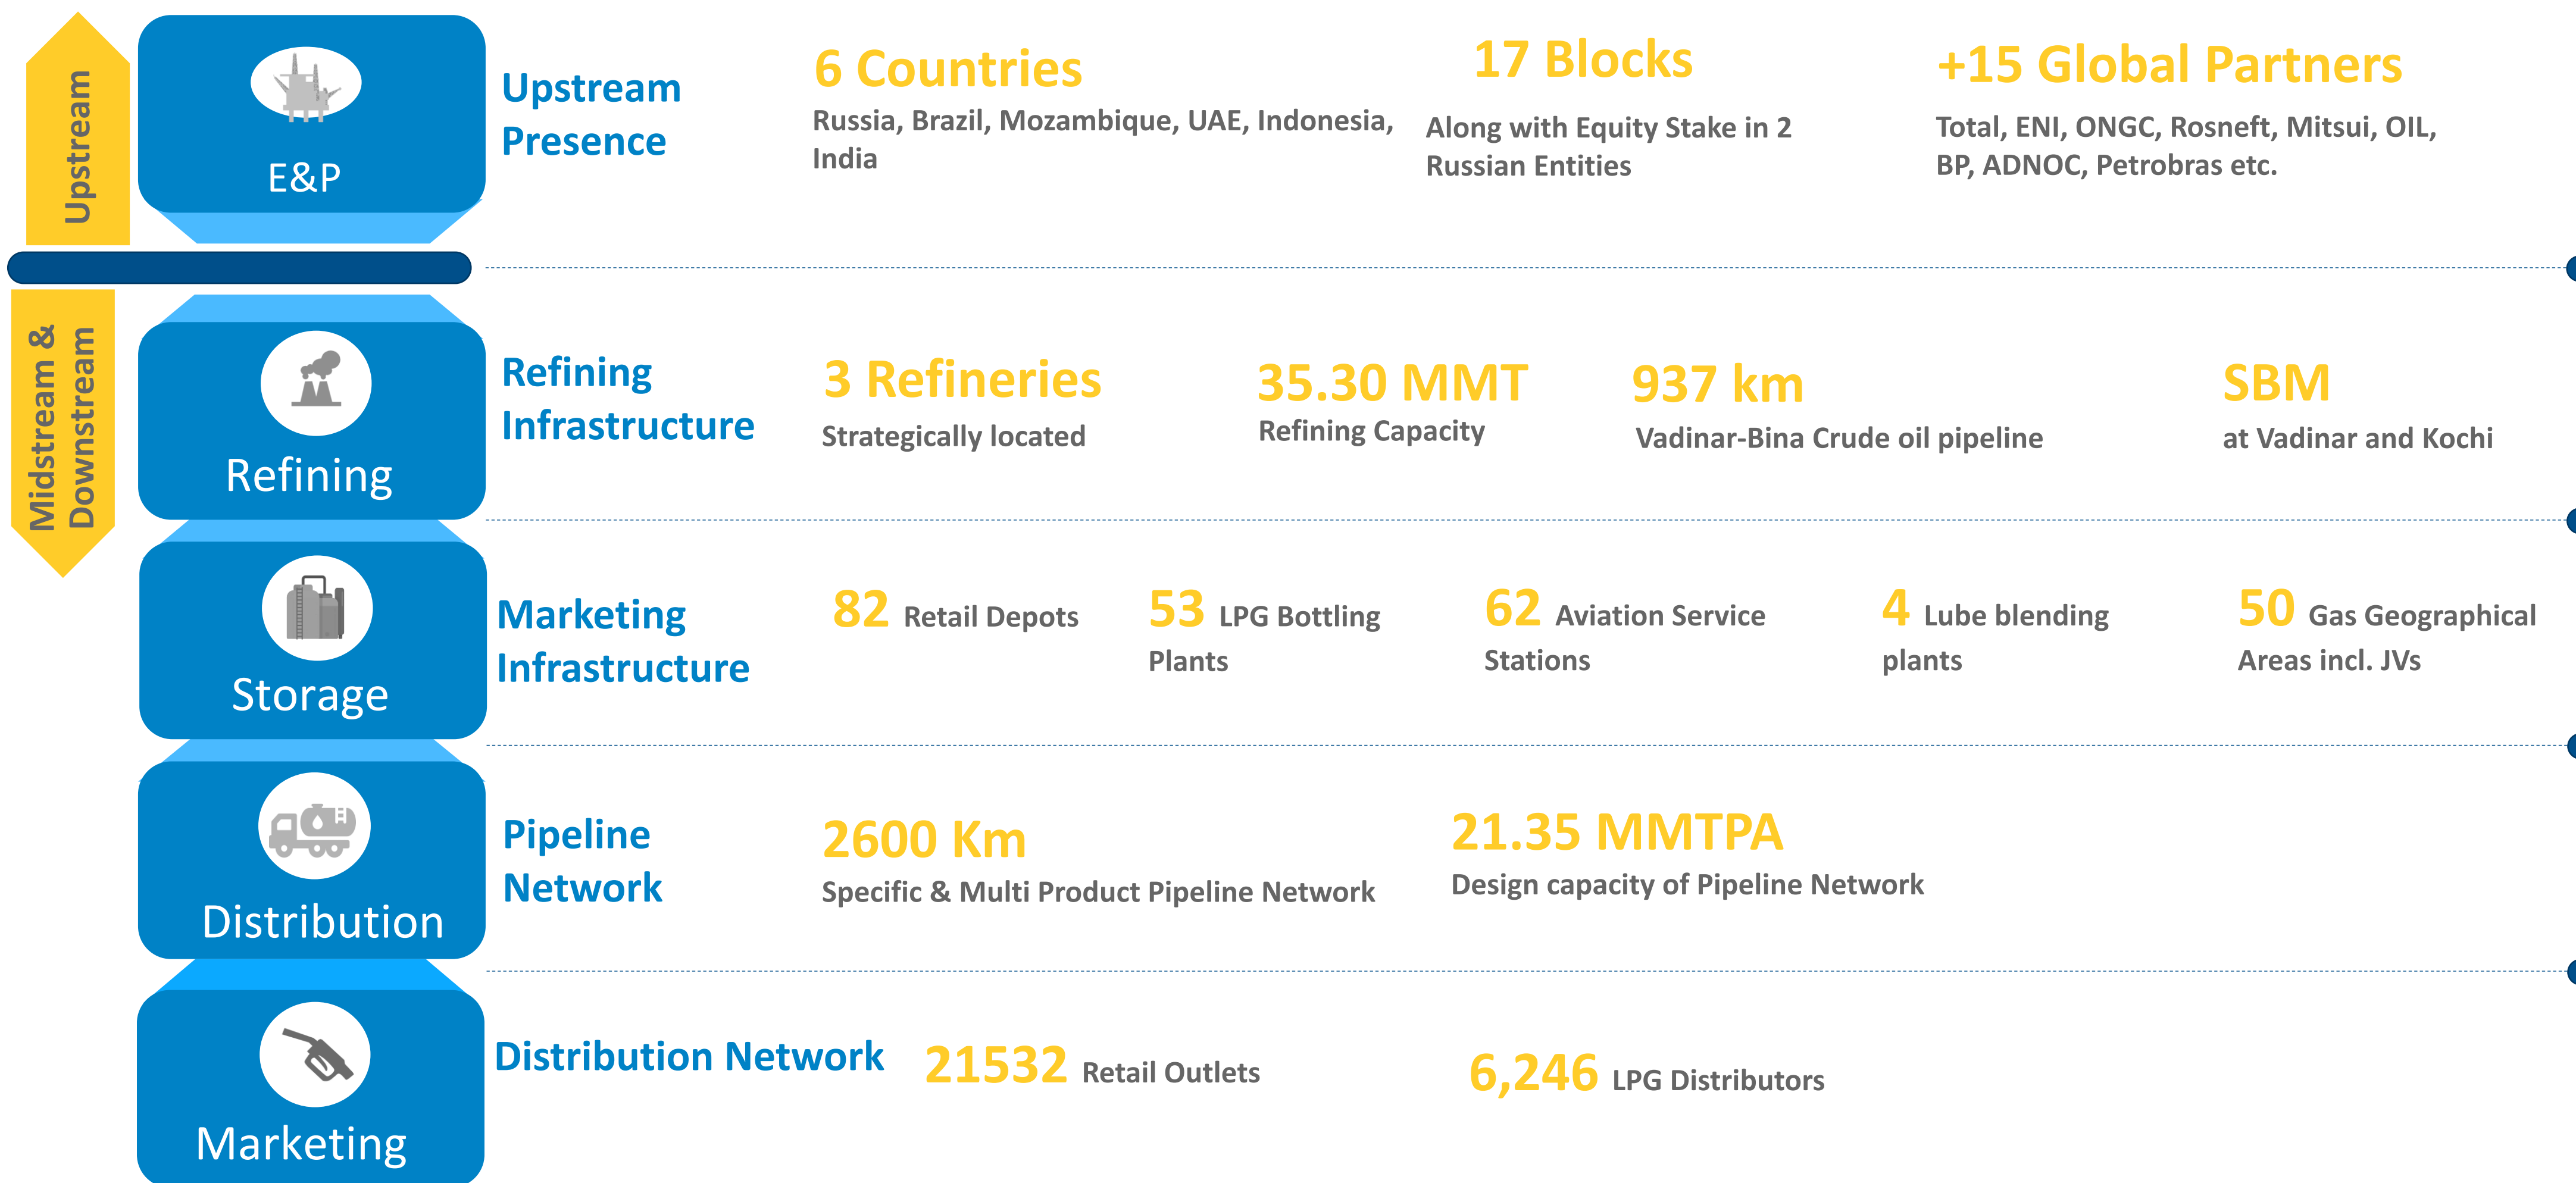 Upstream
E&P
Upstream
Presence
6 Countries
Russia, Brazil, Mozambique, UAE, Indonesia,
India
17 Blocks
Along with Equity Stake in 2
Russian Entities
+15 Global Partners
Total, ENI, ONGC, Rosneft, Mitsui, OIL,
BP, ADNOC, Petrobras etc.
Midstream &
Downstream
Refining
Refining
Infrastructure
3 Refineries
Strategically located
35.30 MMT
Refining Capacity
937 km
Vadinar-Bina Crude oil pipeline
SBM
at Vadinar and Kochi
Storage
Marketing
Infrastructure
82 Retail Depots
53 LPG Bottling
Plants
62 Aviation Service
Stations
4 Lube blending
plants
50 Gas Geographical
Areas incl. JVs
Distribution
Pipeline
Network
2600 Km
Specific & Multi Product Pipeline Network
21.35 MMTPA
Design capacity of Pipeline Network
Marketing
Distribution Network
21532 Retail Outlets
6,246 LPG Distributors